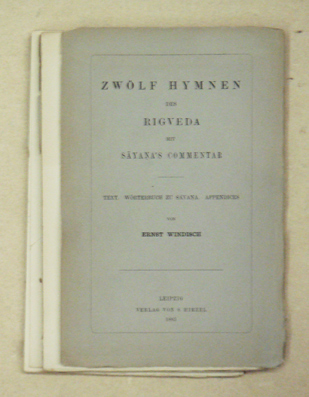 ZWÖLF HYMNEN
DES
RIGVEDA
MIT
SÂYAṆA'S COMMENTAR
TEXT, WÖRTERBUCH ZU SÂYAṆA, APPENDICES
VON
ERNST WINDISCH
LEIPZIG
VERLAG VON S. HIRZEL